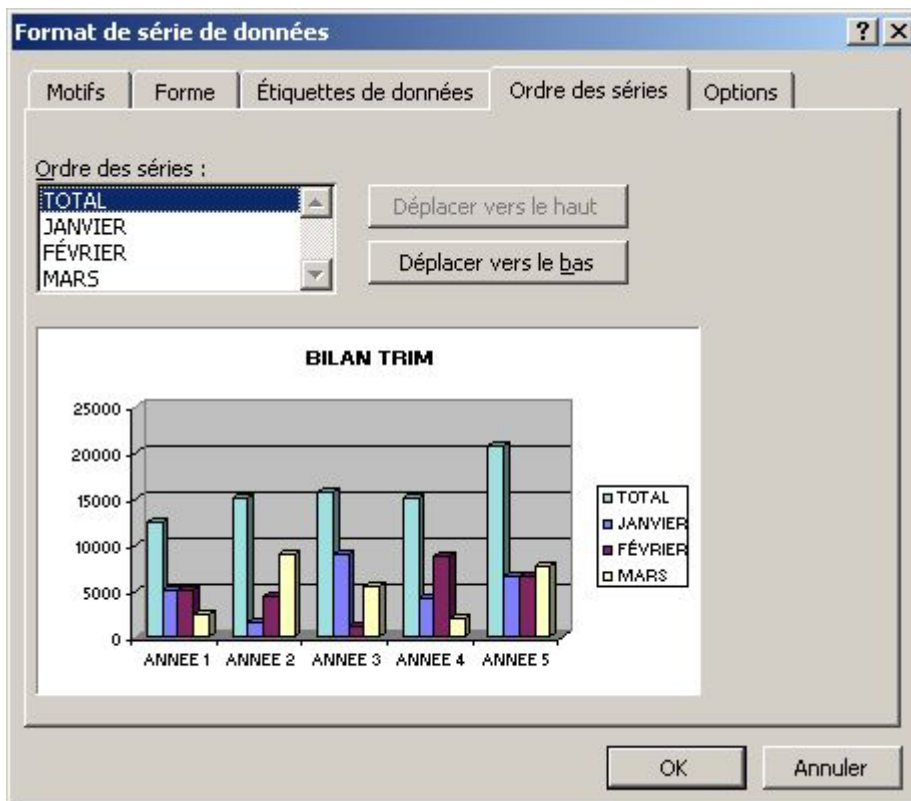 Format de série de données
Motifs
Forme
Étiquettes de données
Ordre des séries
Options
Ordre des séries :
TOTAL
JANVIER
FÉVRIER
MARS
Déplacer vers le haut
Déplacer vers le bas
BILAN TRIM
25000
20000
15000
10000
5000
0
ANNEE 1 ANNEE 2 ANNEE 3 ANNEE 4 ANNEE 5
TOTAL
JANVIER
FÉVRIER
MARS
OK
Annuler